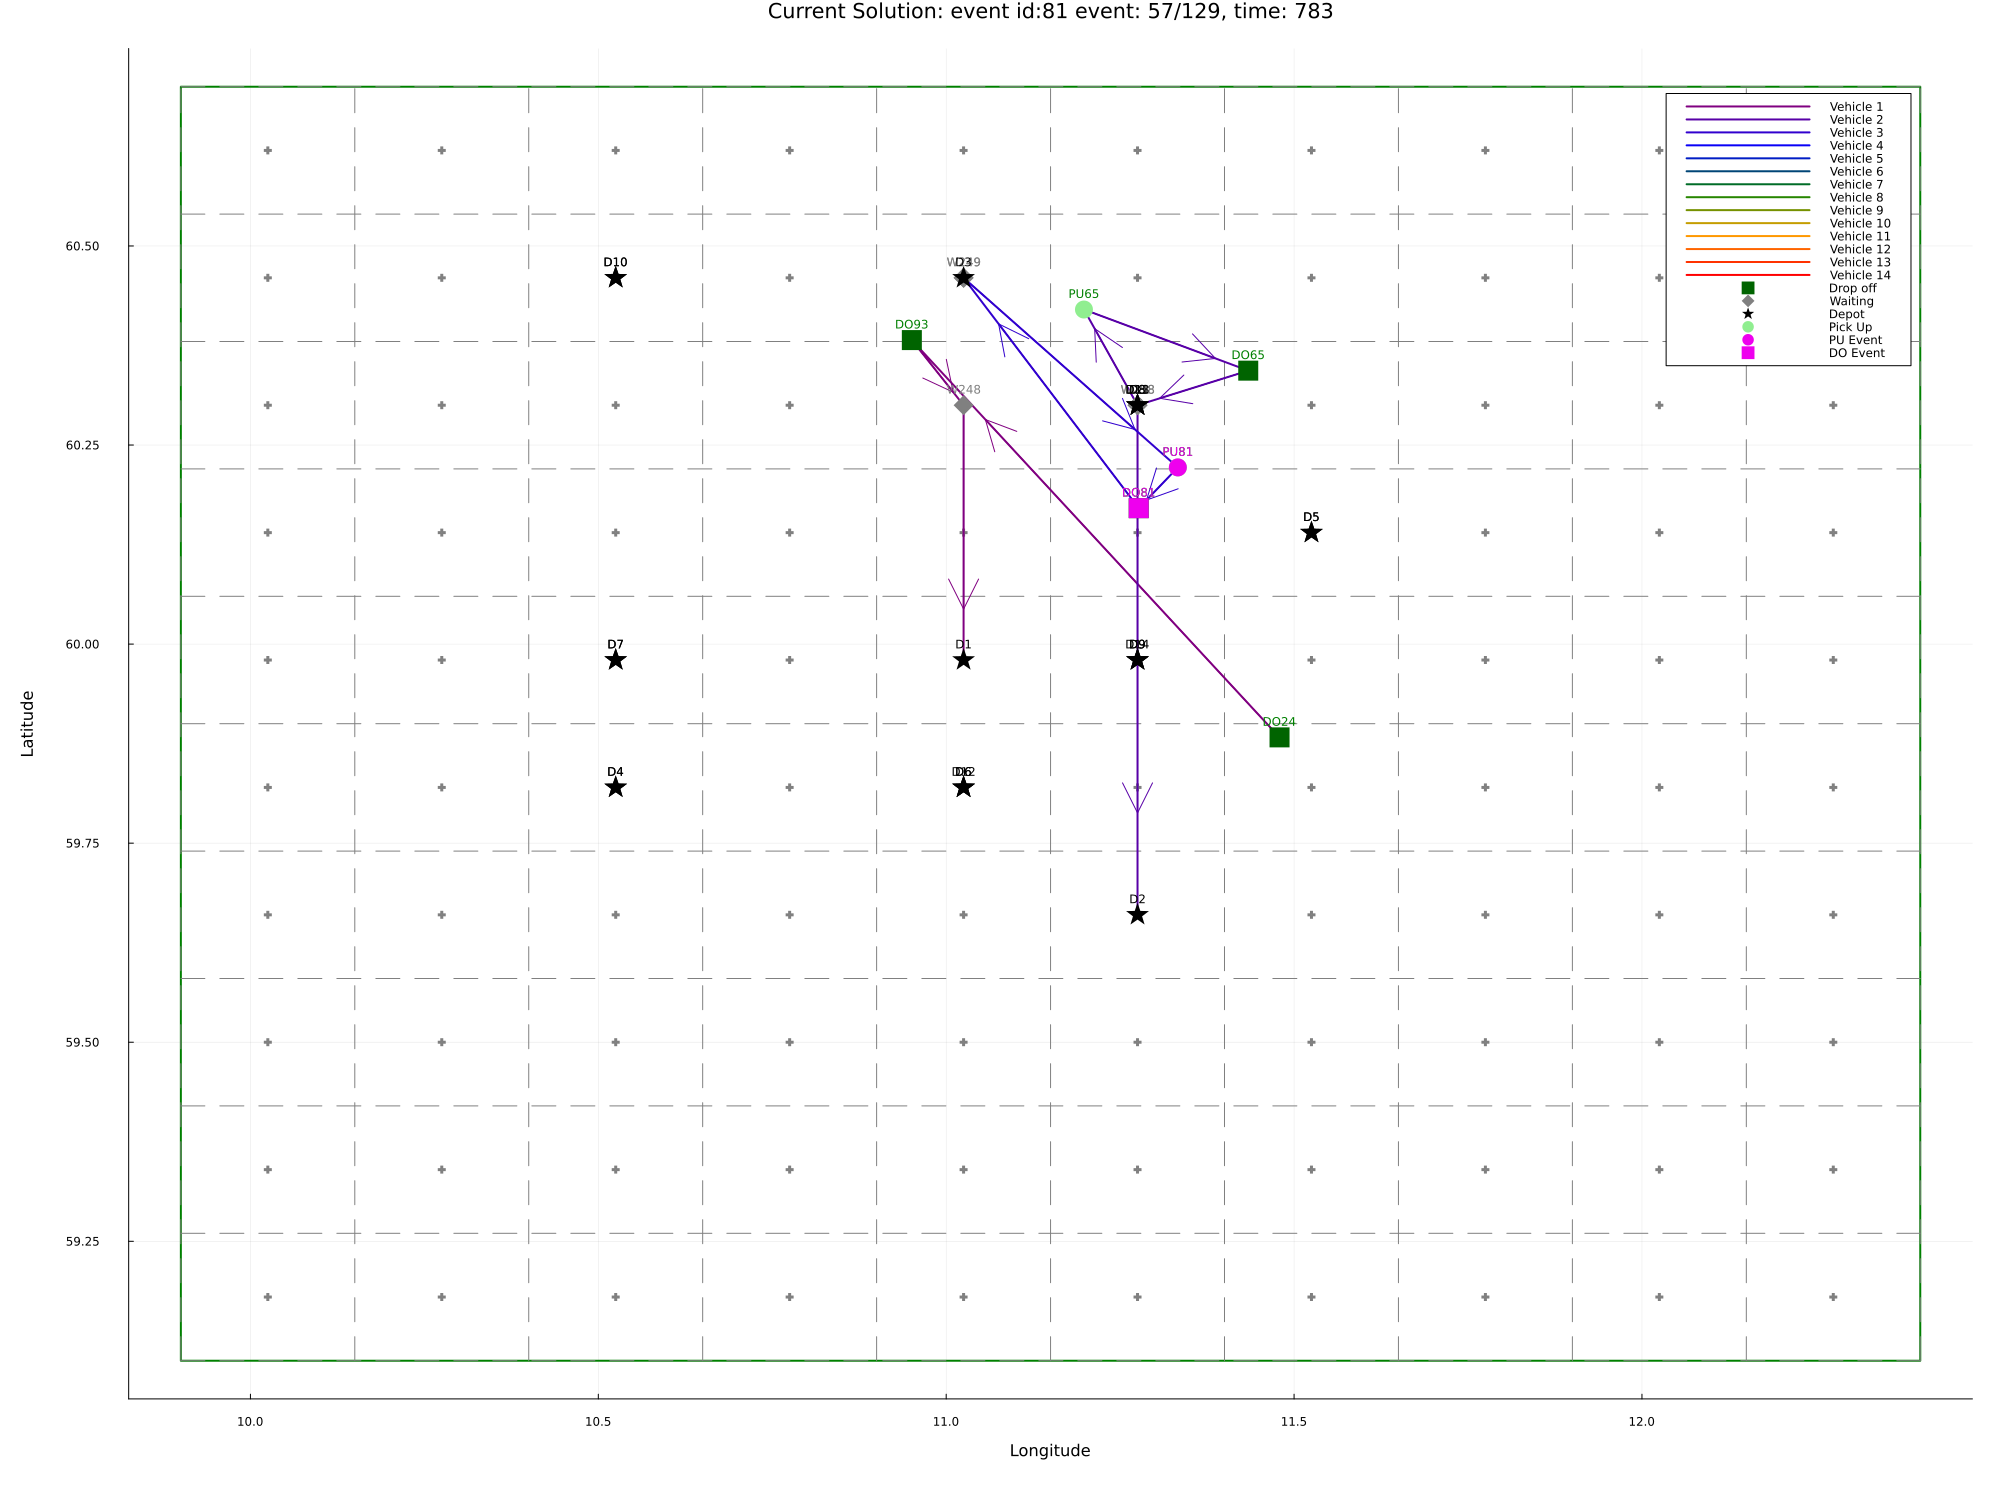 Current Solution: event id:81 event: 57/129, time: 783
Vehicle 1
Vehicle 2
Vehicle 3
Vehicle 4
Vehicle 5
Vehicle 6
Vehicle 7
Vehicle 8
Vehicle 9
Vehicle 10
Vehicle 11
Vehicle 12
Vehicle 13
Vehicle 14
Drop off
Waiting
Depot
Pick Up
PU Event
DO Event
60.50
60.25
60.00
59.75
59.50
59.25
Latitude
D10
D3
PU65
DO93
DO65
PU81
DO81
D5
D7
D1
D9
DO24
D4
D6
D2
10.0
10.5
11.0
11.5
12.0
Longitude